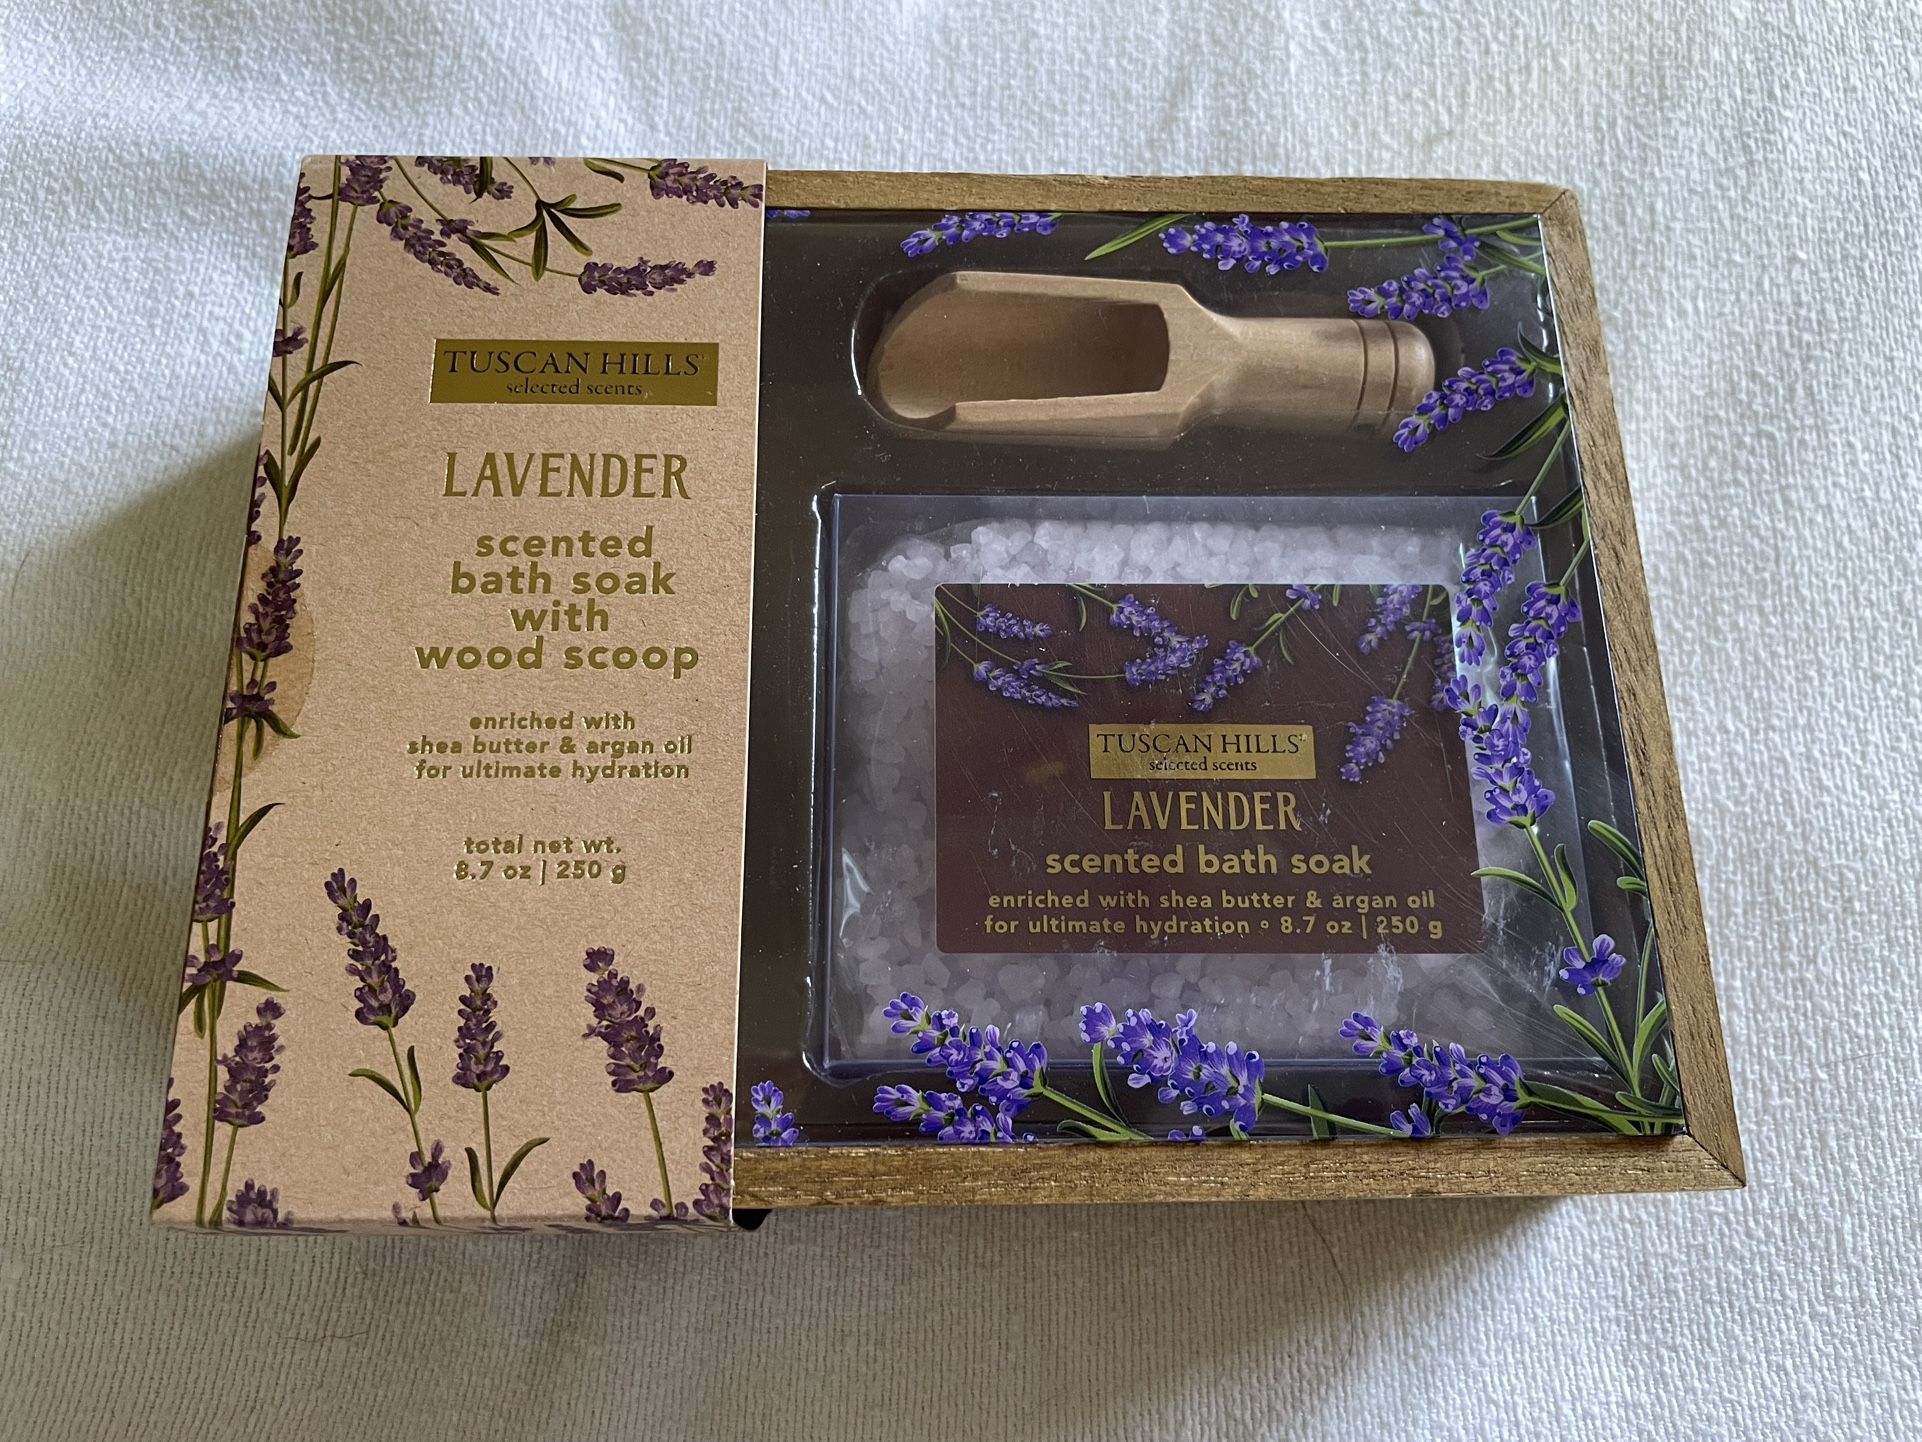 TUSCAN HILLS
selected scents
LAVENDER
scented
bath soak
with
wood scoop
enriched with
shea butter & argan oil
for ultimate hydration
total net wt.
8.7 oz | 250 g
TUSCAN HILLS
selected scents
LAVENDER
scented bath soak
enriched with shea butter & argan oil
for ultimate hydration ° 8.7 oz | 250 g